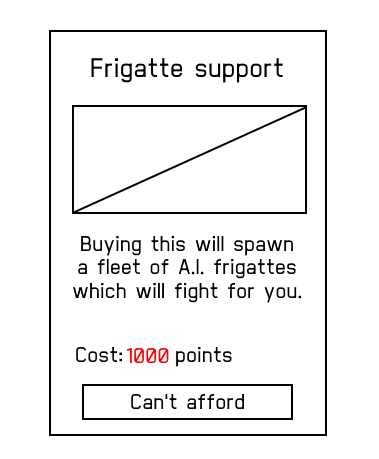 Frigatte support
Buying this will spawn
a fleet of A.I. frigattes
which will fight for you.
Cost: 1000 points
Can't afford